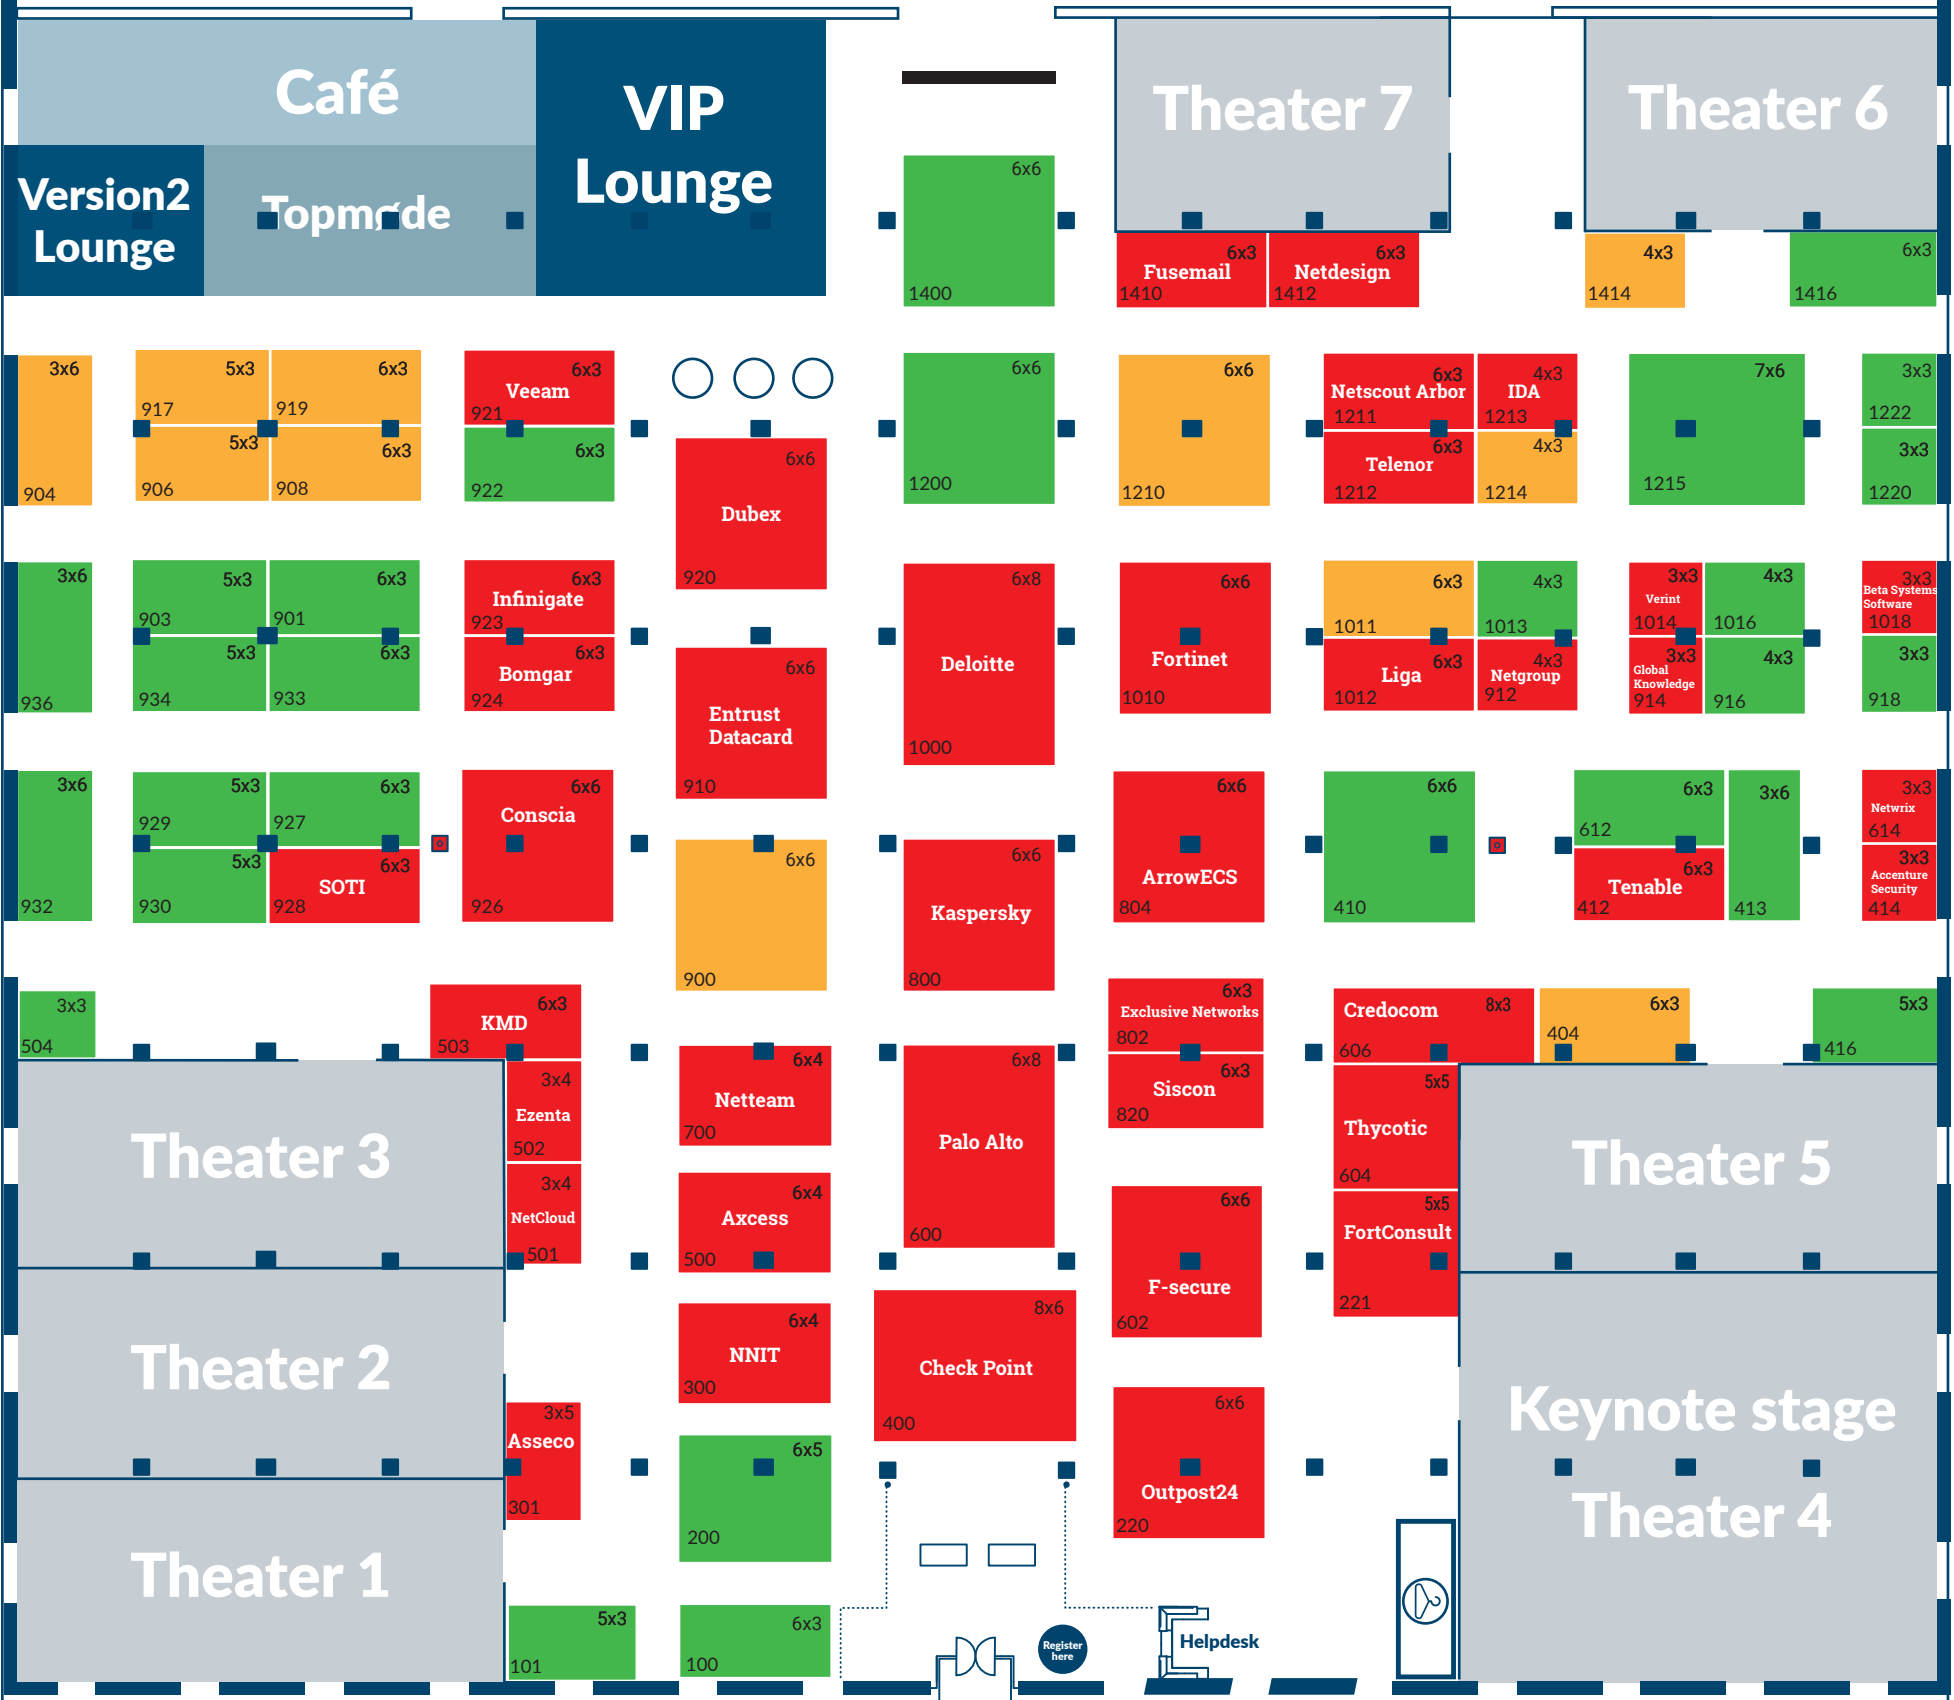 Café
VIP
Lounge
Version2
Lounge
Topmøde
Theater 7
Theater 6
6x6
1400
6x3
Fusemail
1410
6x3
Netdesign
1412
4x3
1414
6x3
1416
3x6
904
5x3
917
6x3
919
5x3
906
6x3
908
6x3
Veeam
921
6x3
922
6x6
Dubex
920
6x6
1200
6x6
1210
6x3
Netscout Arbor
1211
4x3
IDA
1213
6x3
Telenor
1212
4x3
1214
7x6
1215
3x3
1222
3x3
1220
3x6
936
5x3
903
6x3
901
5x3
934
6x3
933
6x3
Infinigate
923
6x3
Bomgar
924
6x6
Entrust
Datacard
910
6x8
Deloitte
1000
6x6
Fortinet
1010
6x3
1011
4x3
1013
6x3
Liga
1012
4x3
Netgroup
912
3x3
Verint
1014
4x3
1016
3x3
Global
Knowledge
914
4x3
916
3x3
Beta Systems
Software
1018
3x3
918
3x6
932
5x3
929
6x3
927
5x3
930
6x3
SOTI
928
6x6
Conscia
926
6x6
900
6x6
Kaspersky
800
6x6
ArrowECS
804
6x6
410
6x3
612
6x3
Tenable
412
3x6
413
3x3
Netwrix
614
3x3
Accenture
Security
414
3x3
504
6x3
KMD
503
3x4
Ezenta
502
3x4
NetCloud
501
6x4
Netteam
700
6x4
Axcess
500
6x8
Palo Alto
600
6x3
Exclusive Networks
802
6x3
Siscon
820
8x3
Credocom
606
6x3
404
5x3
416
5x5
Thycotic
604
5x5
FortConsult
221
6x6
F-secure
602
Theater 3
Theater 5
Theater 2
6x4
NNIT
300
8x6
Check Point
400
6x6
Outpost24
220
Keynote stage
Theater 4
3x5
Asseco
301
6x5
200
Theater 1
5x3
101
6x3
100
Register
here
Helpdesk